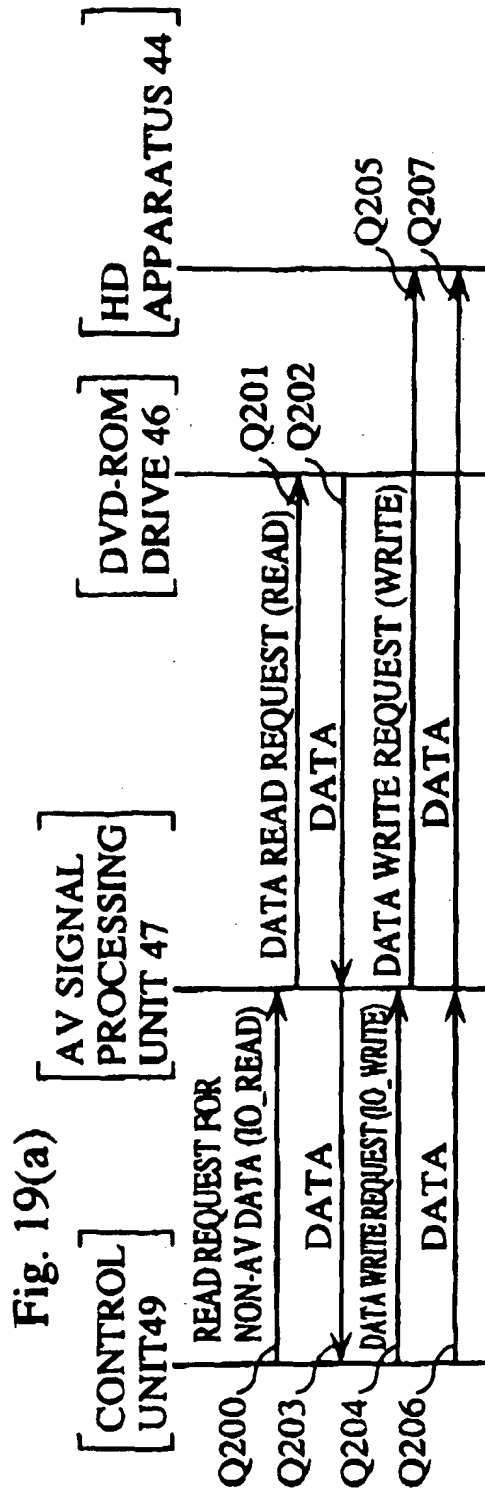 Fig. 19(a)
CONTROL
UNIT49
AV SIGNAL
PROCESSING
UNIT 47
DVD-ROM
DRIVE 46
HD
APPARATUS 44
READ REQUEST FOR
NON-AV DATA (IO_READ)
Q200
DATA READ REQUEST (READ)
Q201
Q202
DATA
DATA
Q203
DATA WRITE REQUEST (IO_WRITE)
Q204
DATA WRITE REQUEST (WRITE)
Q205
DATA
Q206
DATA
Q207